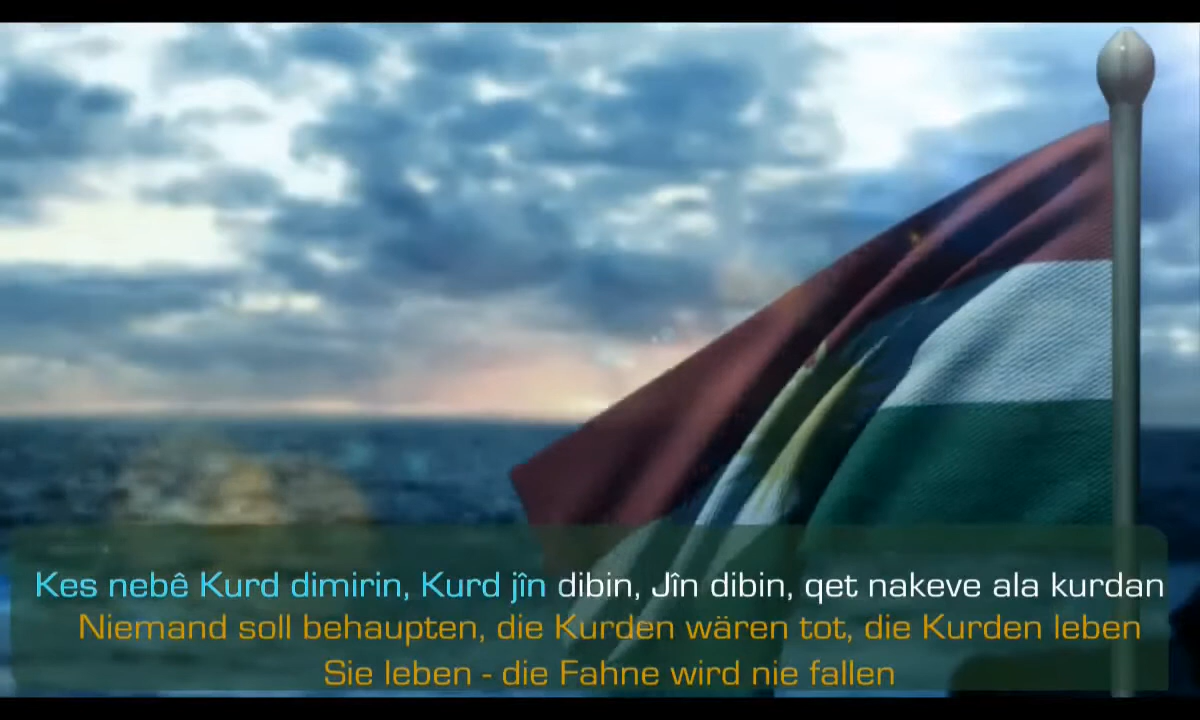 Kes nebê Kurd dimirin, Kurd jîn dibin, Jîn dibin, qet nakeve ala kurdan
Niemand soll behaupten, die Kurden wären tot, die Kurden leben
Sie leben - die Fahne wird nie fallen